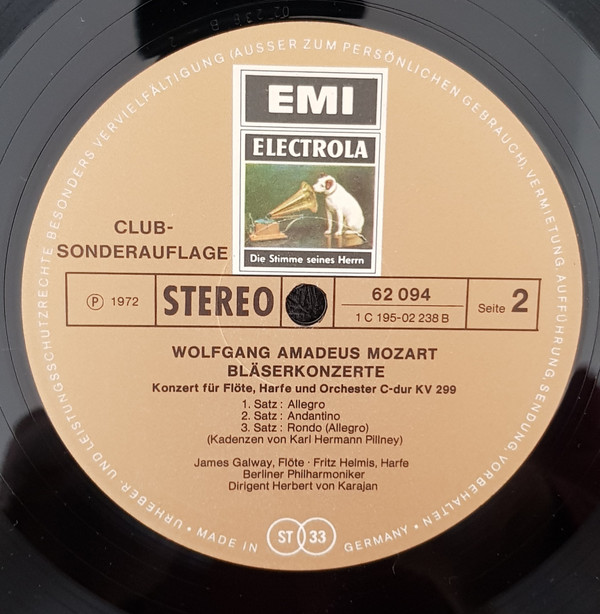 URHEBER- UND LEISTUNGSSCHUTZRECHTE BESONDERS VERVIELFÄLTIGUNG (AUSSER ZUM PERSÖNLICHEN GEBRAUCH), VERMIETUNG, AUFFÜHRUNG, SENDUNG, VORBEHALTEN
EMI
ELECTROLA
Die Stimme seines Herrn
CLUB-
SONDERAUFLAGE
Ⓟ 1972
STEREO
62 094
1 C 195-02 238 B
Seite 2
WOLFGANG AMADEUS MOZART
BLÄSERKONZERTE
Konzert für Flöte, Harfe und Orchester C-dur KV 299
1. Satz: Allegro
2. Satz: Andantino
3. Satz: Rondo (Allegro)
(Kadenzen von Karl Hermann Pillney)
James Galway, Flöte · Fritz Helmis, Harfe
Berliner Philharmoniker
Dirigent Herbert von Karajan
• MADE IN ST 33 GERMANY •